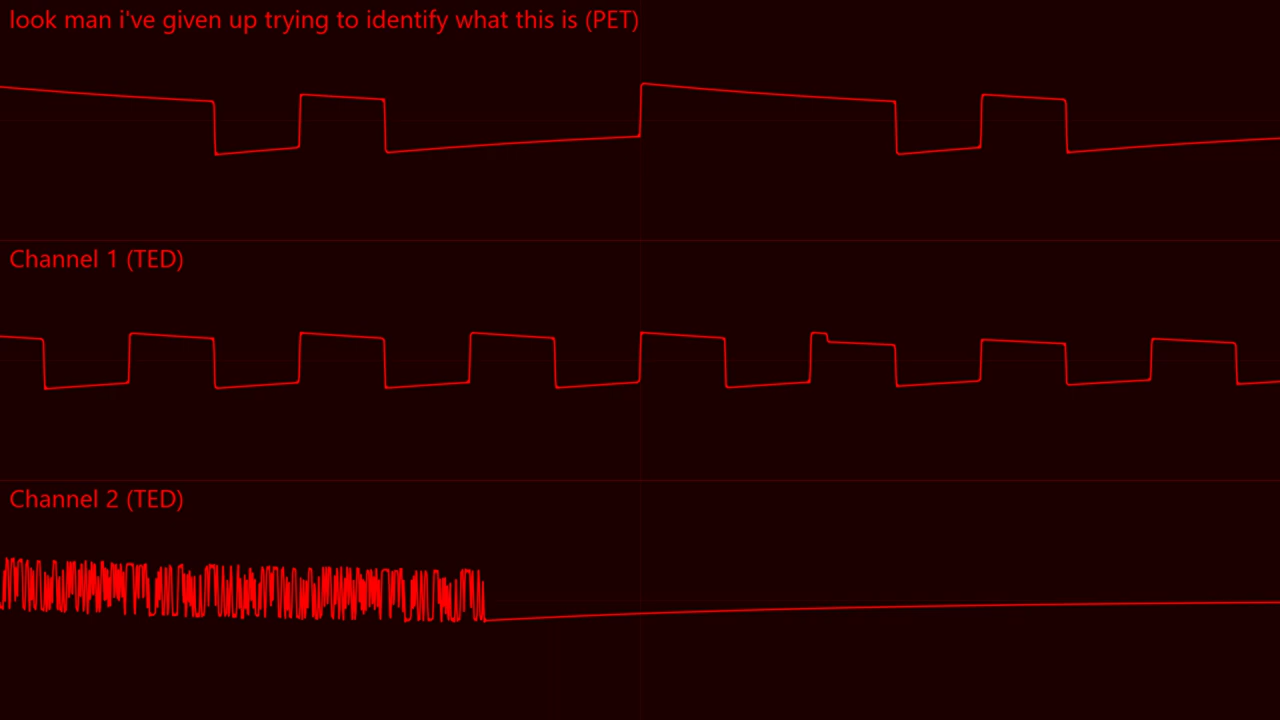 look man i've given up trying to identify what this is (PET)
Channel 1 (TED)
Channel 2 (TED)